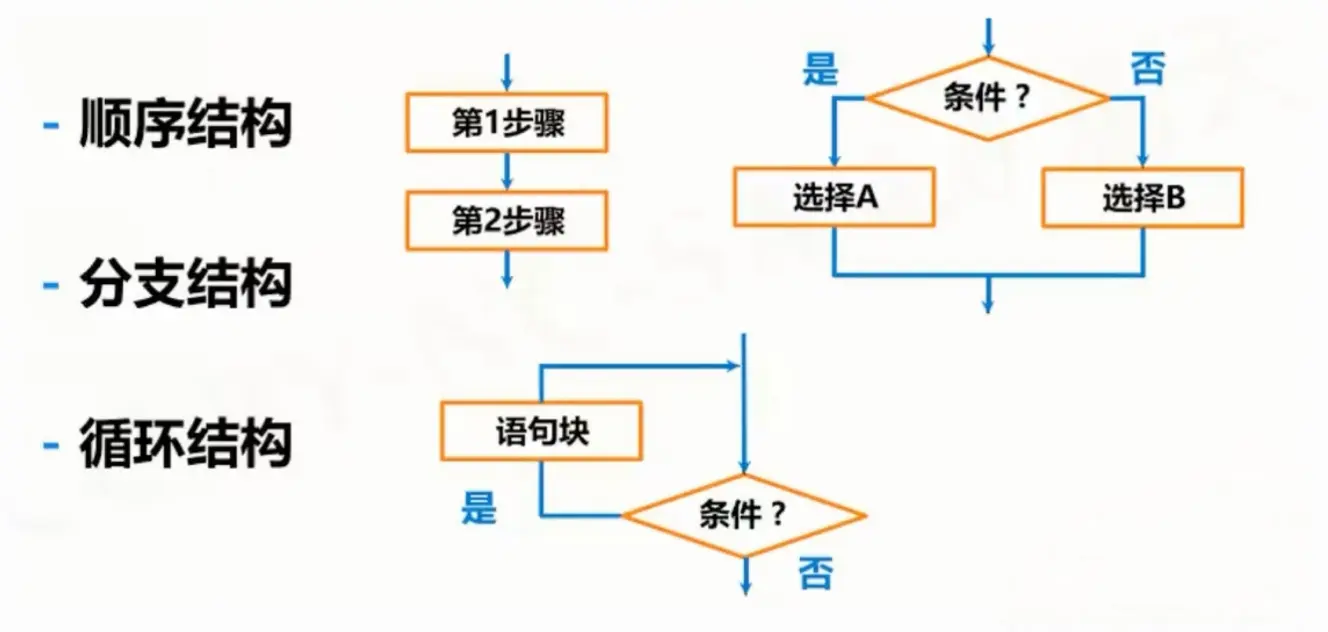 - 顺序结构
- 分支结构
- 循环结构
第1步骤
第2步骤
条件？
是
否
选择A
选择B
语句块
条件？
是
否